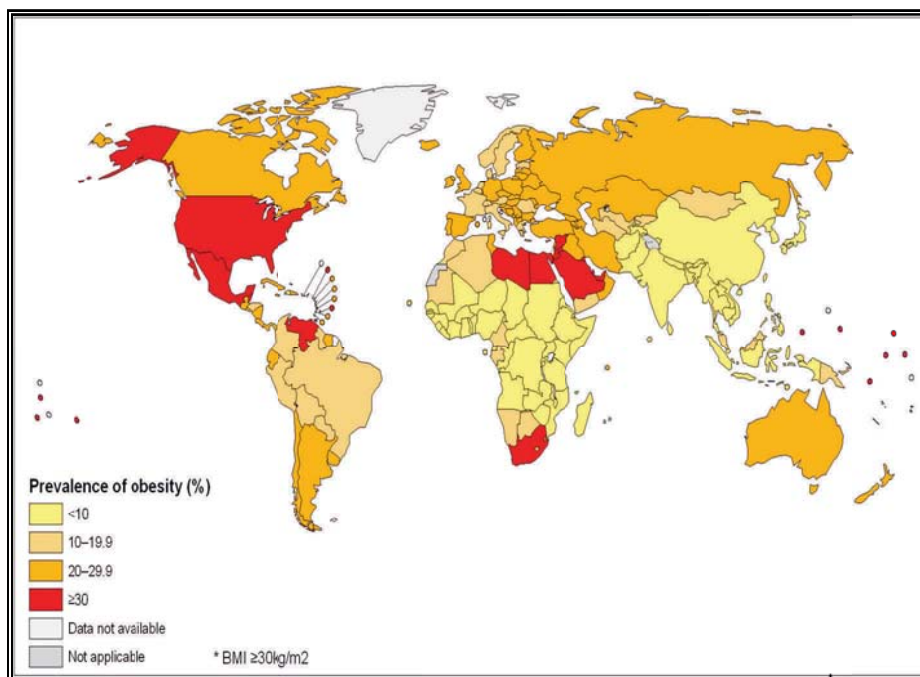 Prevalence of obesity (%)
<10
10–19.9
20–29.9
≥30
Data not available
Not applicable * BMI ≥30kg/m2